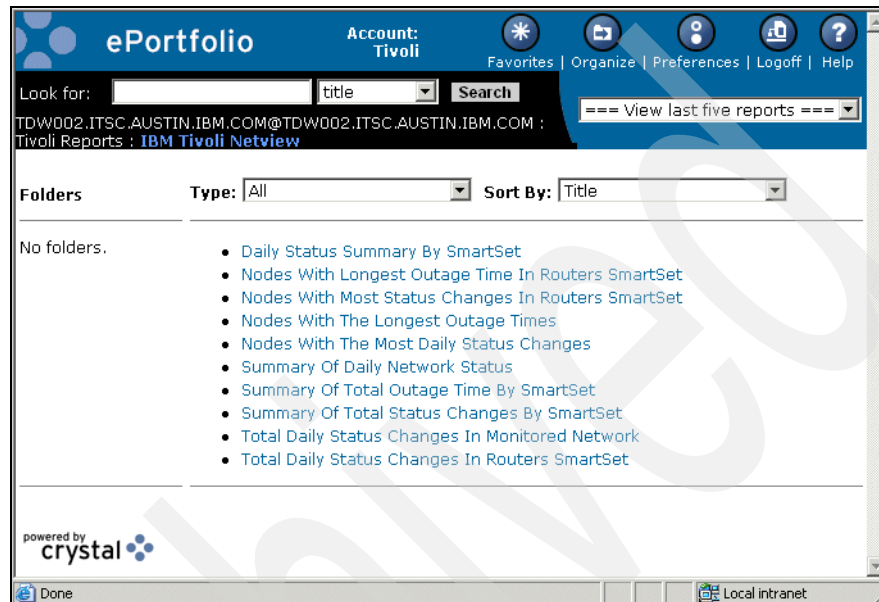 ePortfolio
Account:
Tivoli
Favorites | Organize | Preferences | Logoff | Help
Look for:
title
Search
=== View last five reports ===
TDW002.ITSC.AUSTIN.IBM.COM@TDW002.ITSC.AUSTIN.IBM.COM :
Tivoli Reports : IBM Tivoli Netview
Folders
Type: All
Sort By: Title
No folders.
Daily Status Summary By SmartSet
Nodes With Longest Outage Time In Routers SmartSet
Nodes With Most Status Changes In Routers SmartSet
Nodes With The Longest Outage Times
Nodes With The Most Daily Status Changes
Summary Of Daily Network Status
Summary Of Total Outage Time By SmartSet
Summary Of Total Status Changes By SmartSet
Total Daily Status Changes In Monitored Network
Total Daily Status Changes In Routers SmartSet
powered by
crystal
Done
Local intranet